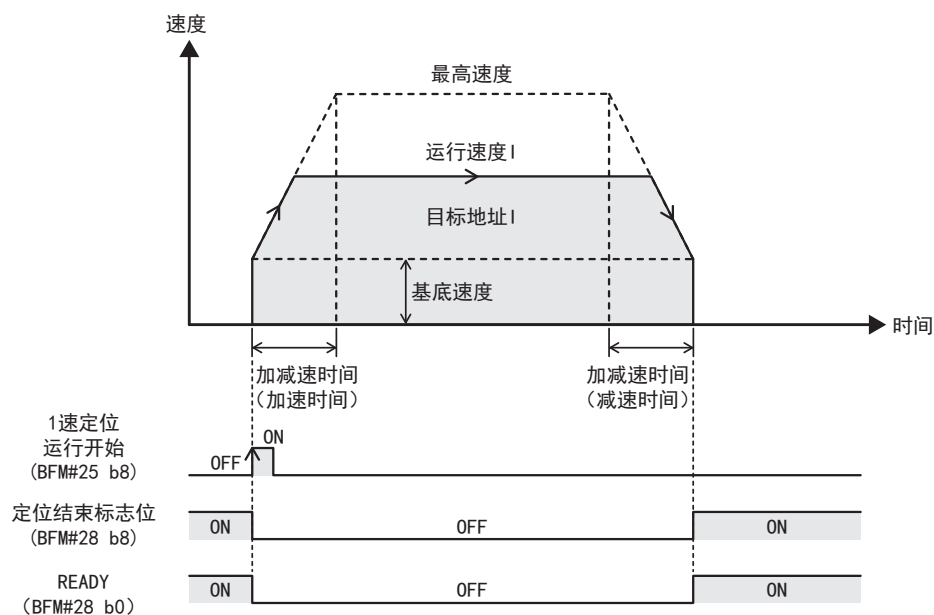 速度
最高速度
运行速度I
目标地址I
基底速度
时间
加减速时间
（加速时间）
加减速时间
（减速时间）
1速定位
运行开始
(BFM#25 b8)
OFF
ON
定位结束标志位
(BFM#28 b8)
ON
OFF
ON
READY
（BFM#28 b0）
ON
OFF
ON